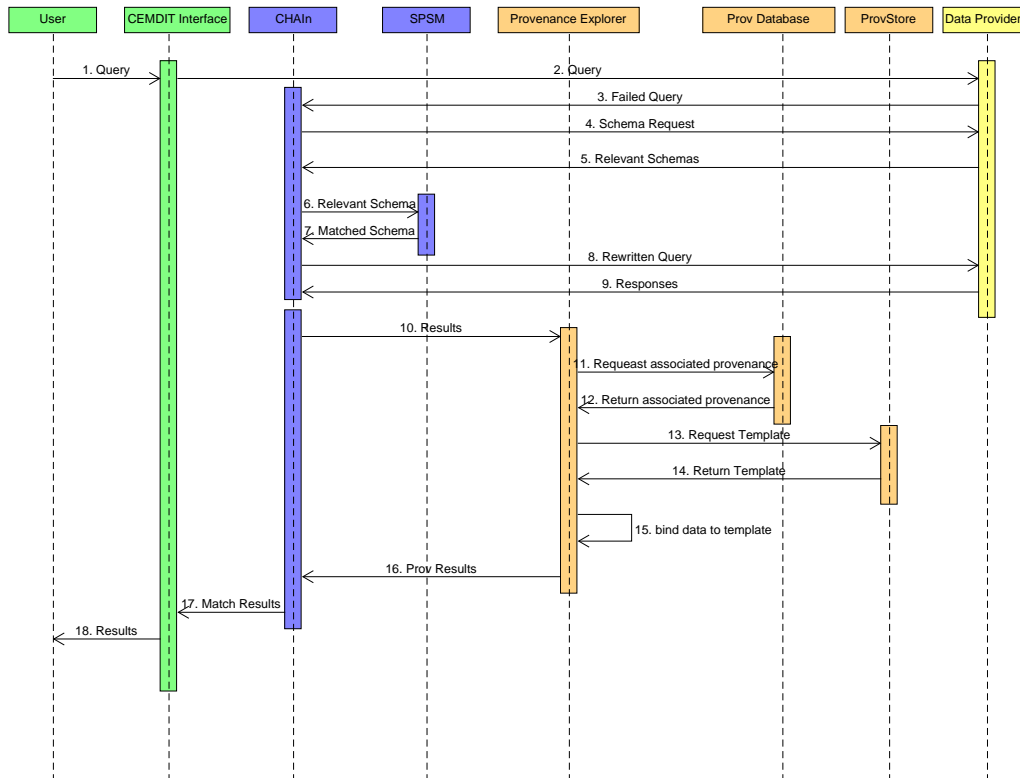 User
CEMDIT Interface
CHAIn
SPSM
Provenance Explorer
Prov Database
ProvStore
Data Provider
1. Query
2. Query
3. Failed Query
4. Schema Request
5. Relevant Schemas
6. Relevant Schema
7. Matched Schema
8. Rewritten Query
9. Responses
10. Results
11. Requeast associated provenance
12. Return associated provenance
13. Request Template
14. Return Template
15. bind data to template
16. Prov Results
17. Match Results
18. Results